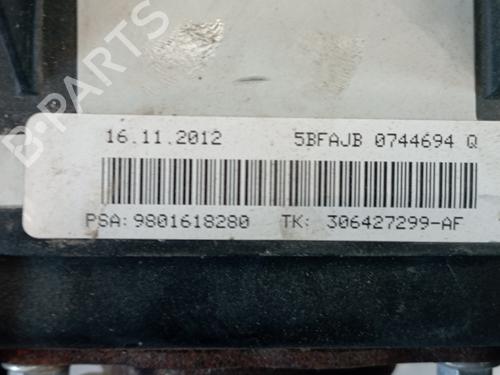 16.11.2012 5BFAJB 0744694 Q
PSA:9801618280 TK: 306427299-AF
B-PARTS